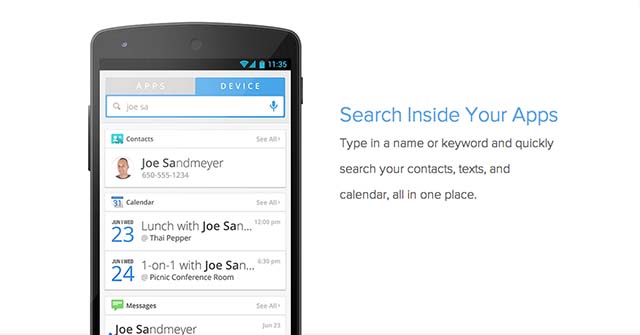 11:35
APPS DEVICE
joe sa
Contacts See All›
Joe Sandmeyer
650-555-1234
31 Calendar See All›
JUN | WED 12:00 pm
23 Lunch with Joe San...
@ Thai Pepper
JUN | WED 6:30 pm
24 1-on-1 with Joe San...
@ Picnic Conference Room
Messages See All›
Joe Sandmeyer Jun 23
Search Inside Your Apps
Type in a name or keyword and quickly
search your contacts, texts, and
calendar, all in one place.